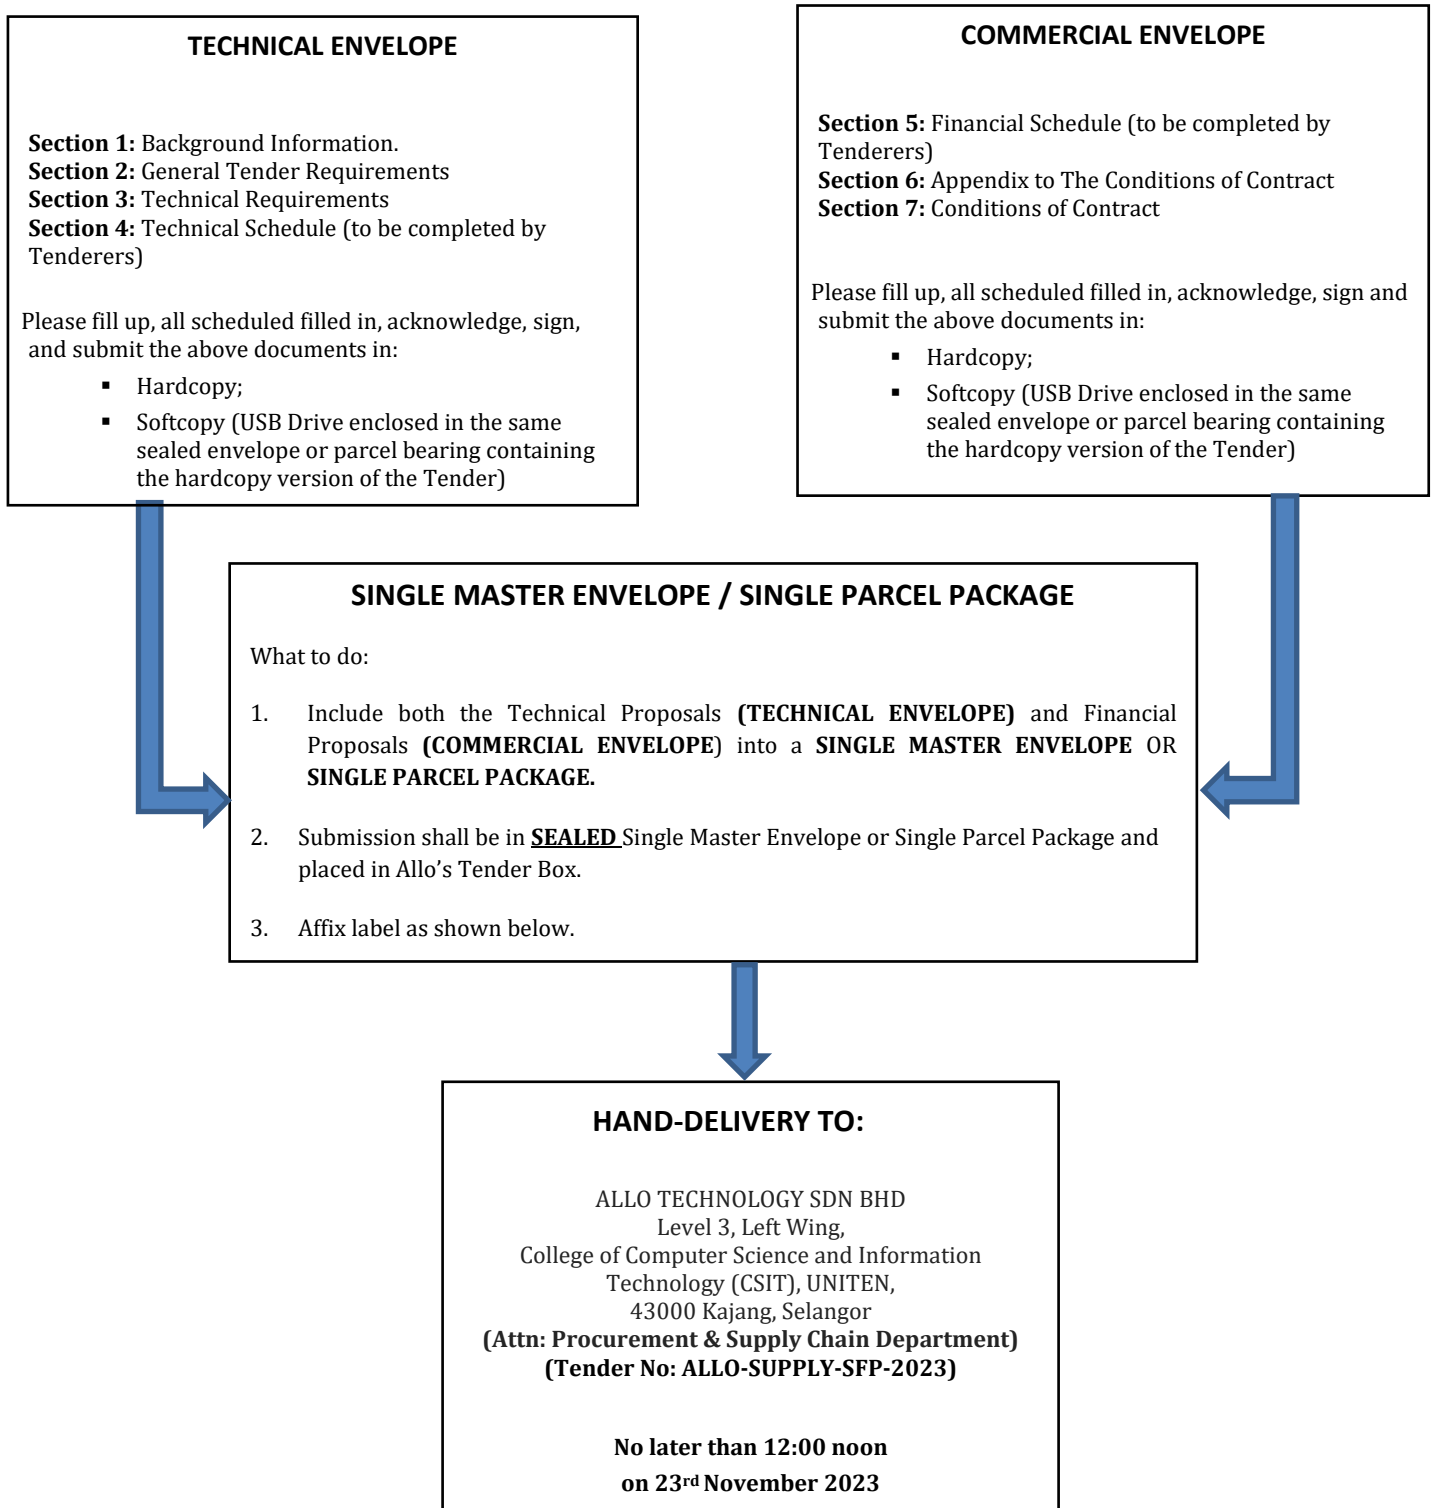 TECHNICAL ENVELOPE
Section 1: Background Information.
Section 2: General Tender Requirements
Section 3: Technical Requirements
Section 4: Technical Schedule (to be completed by
Tenderers)
Please fill up, all scheduled filled in, acknowledge, sign,
and submit the above documents in:
▪ Hardcopy;
▪ Softcopy (USB Drive enclosed in the same
sealed envelope or parcel bearing containing
the hardcopy version of the Tender)
COMMERCIAL ENVELOPE
Section 5: Financial Schedule (to be completed by
Tenderers)
Section 6: Appendix to The Conditions of Contract
Section 7: Conditions of Contract
Please fill up, all scheduled filled in, acknowledge, sign and
submit the above documents in:
▪ Hardcopy;
▪ Softcopy (USB Drive enclosed in the same
sealed envelope or parcel bearing containing
the hardcopy version of the Tender)
SINGLE MASTER ENVELOPE / SINGLE PARCEL PACKAGE
What to do:
1. Include both the Technical Proposals (TECHNICAL ENVELOPE) and Financial
Proposals (COMMERCIAL ENVELOPE) into a SINGLE MASTER ENVELOPE OR
SINGLE PARCEL PACKAGE.
2. Submission shall be in SEALED Single Master Envelope or Single Parcel Package and
placed in Allo’s Tender Box.
3. Affix label as shown below.
HAND-DELIVERY TO:
ALLO TECHNOLOGY SDN BHD
Level 3, Left Wing,
College of Computer Science and Information
Technology (CSIT), UNITEN,
43000 Kajang, Selangor
(Attn: Procurement & Supply Chain Department)
(Tender No: ALLO-SUPPLY-SFP-2023)
No later than 12:00 noon
on 23rd November 2023